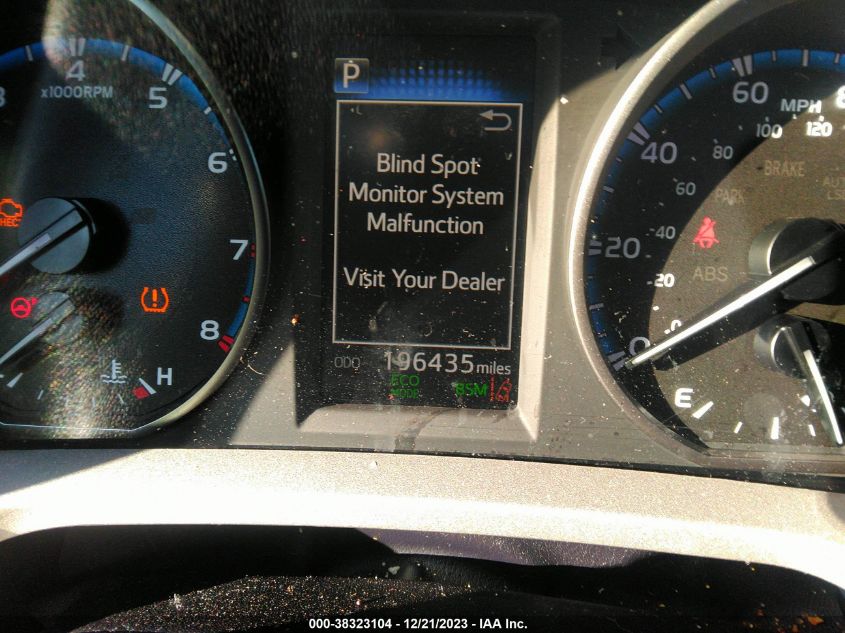 4
5
x1000RPM
6
7
8
H
P
Blind Spot
Monitor System
Malfunction
Visit Your Dealer
ODO 196435 miles
ECO
MODE
BSM
60
MPH
40
20
0
100
120
80
60
40
20
PARK
BRAKE
ABS
E
000-38323104 - 12/21/2023 - IAA Inc.